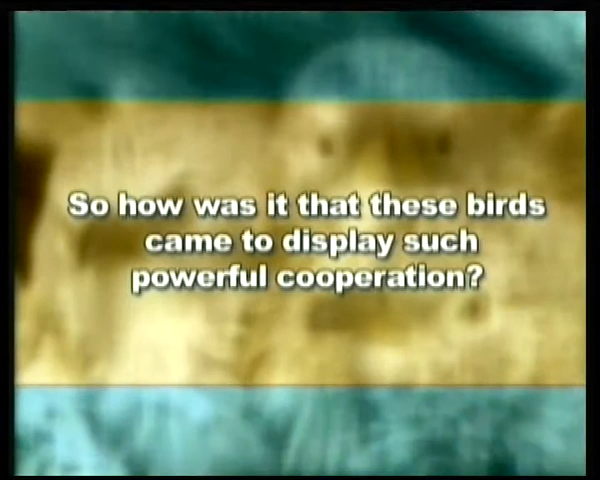 So how was it that these birds
came to display such
powerful cooperation?